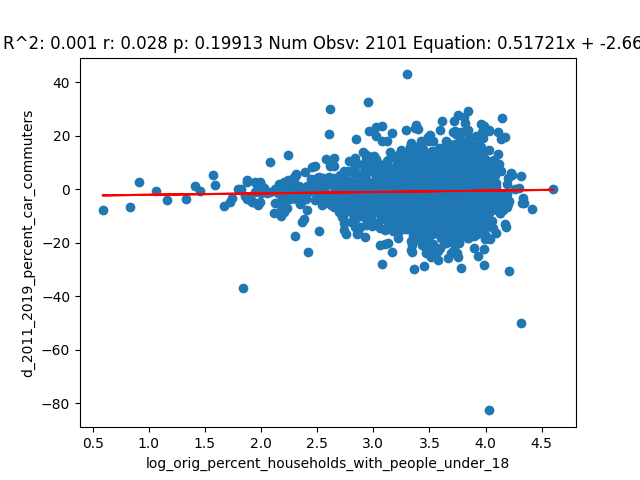 R^2: 0.001 r: 0.028 p: 0.19913 Num Obsv: 2101 Equation: 0.51721x + -2.66
40
20
0
−20
−40
−60
−80
d_2011_2019_percent_car_commuters
0.5 1.0 1.5 2.0 2.5 3.0 3.5 4.0 4.5
log_orig_percent_households_with_people_under_18